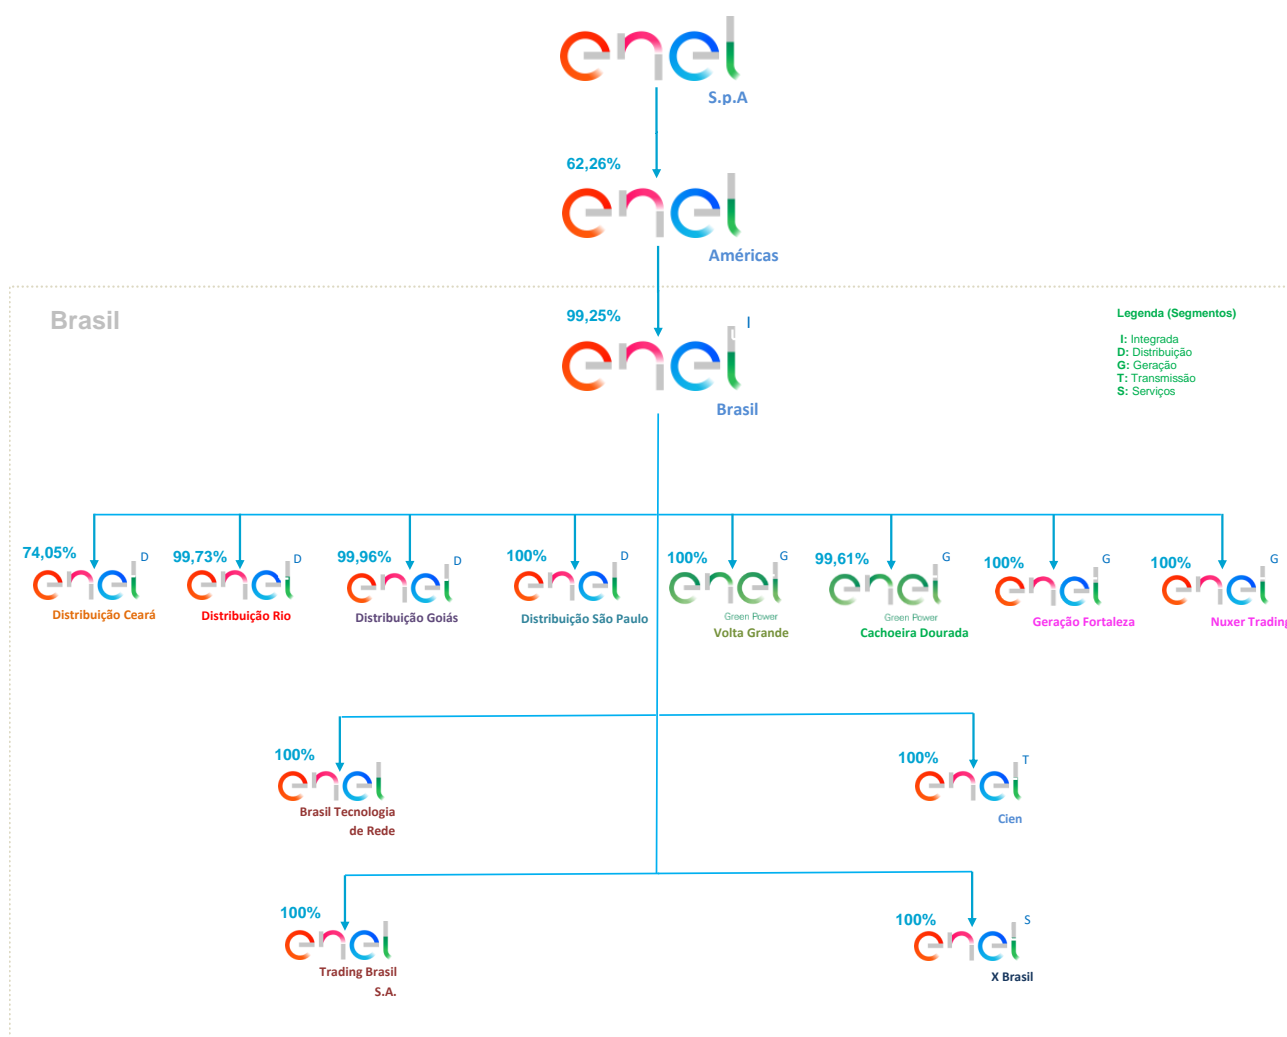 enel
S.p.A
62,26%
enel
Américas
Brasil
99,25%
I
enel
Brasil
Legenda (Segmentos)
I: Integrada
D: Distribuição
G: Geração
T: Transmissão
S: Serviços
74,05%
D
enel
Distribuição Ceará
99,73%
D
enel
Distribuição Rio
99,96%
D
enel
Distribuição Goiás
100%
D
enel
Distribuição São Paulo
100%
G
enel
Green Power
Volta Grande
99,61%
G
enel
Green Power
Cachoeira Dourada
100%
G
enel
Geração Fortaleza
100%
G
enel
Nuxer Trading
100%
enel
Brasil Tecnologia
de Rede
100%
T
enel
Cien
100%
enel
Trading Brasil
S.A.
100%
S
enel
X Brasil